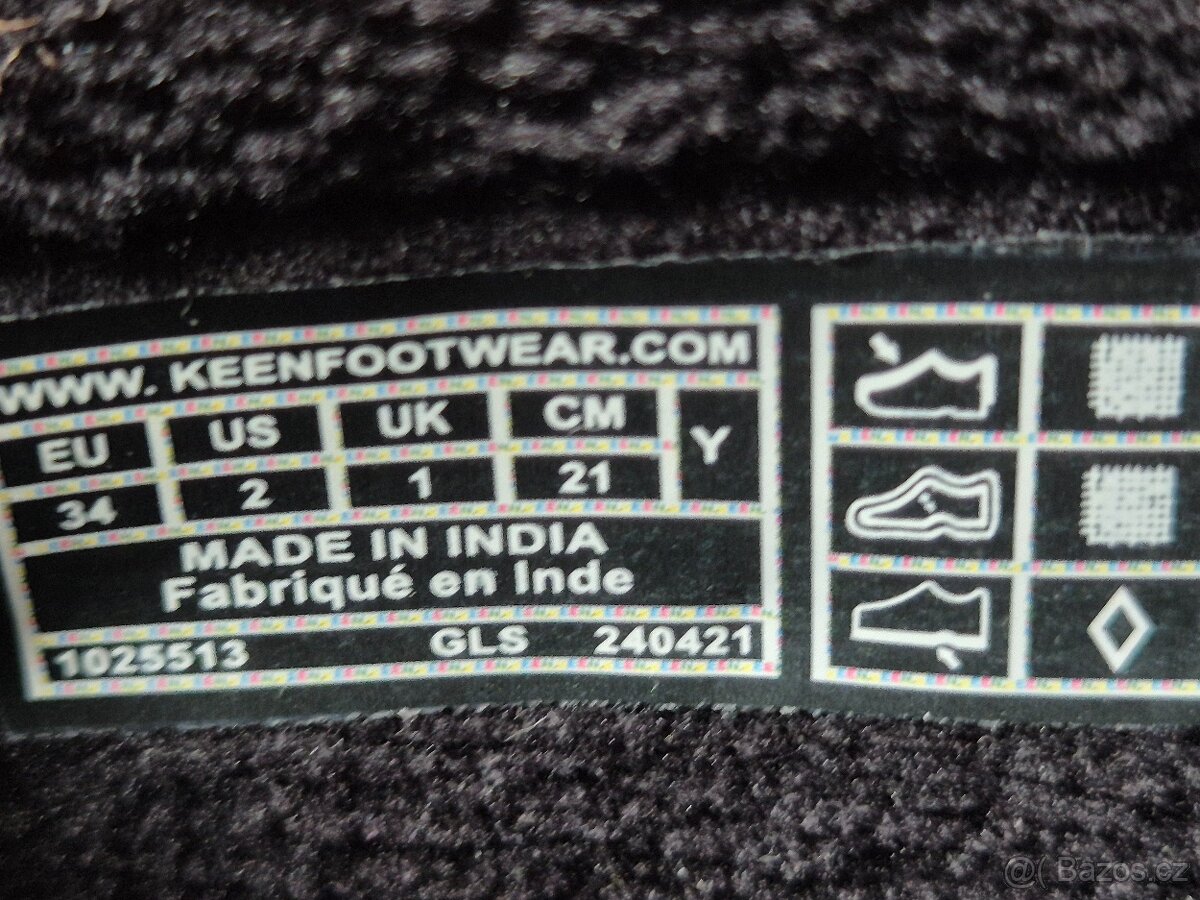 WWW. KEENFOOTWEAR.COM
EU US UK CM Y
34 2 1 21
MADE IN INDIA
Fabriqué en Inde
1025513 GLS 240421
@( Bazos.cz